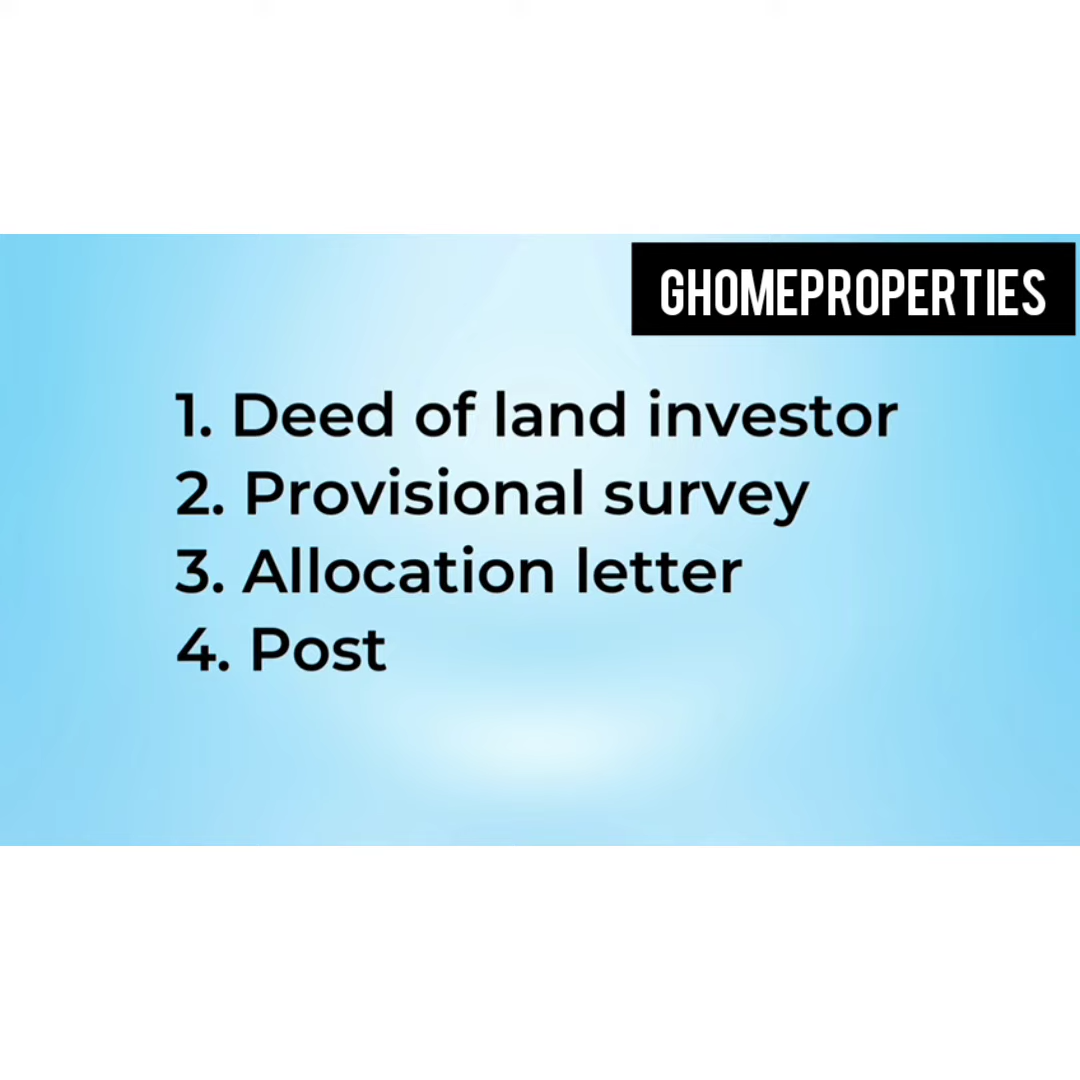 GHOMEPROPERTIES
1. Deed of land investor
2. Provisional survey
3. Allocation letter
4. Post